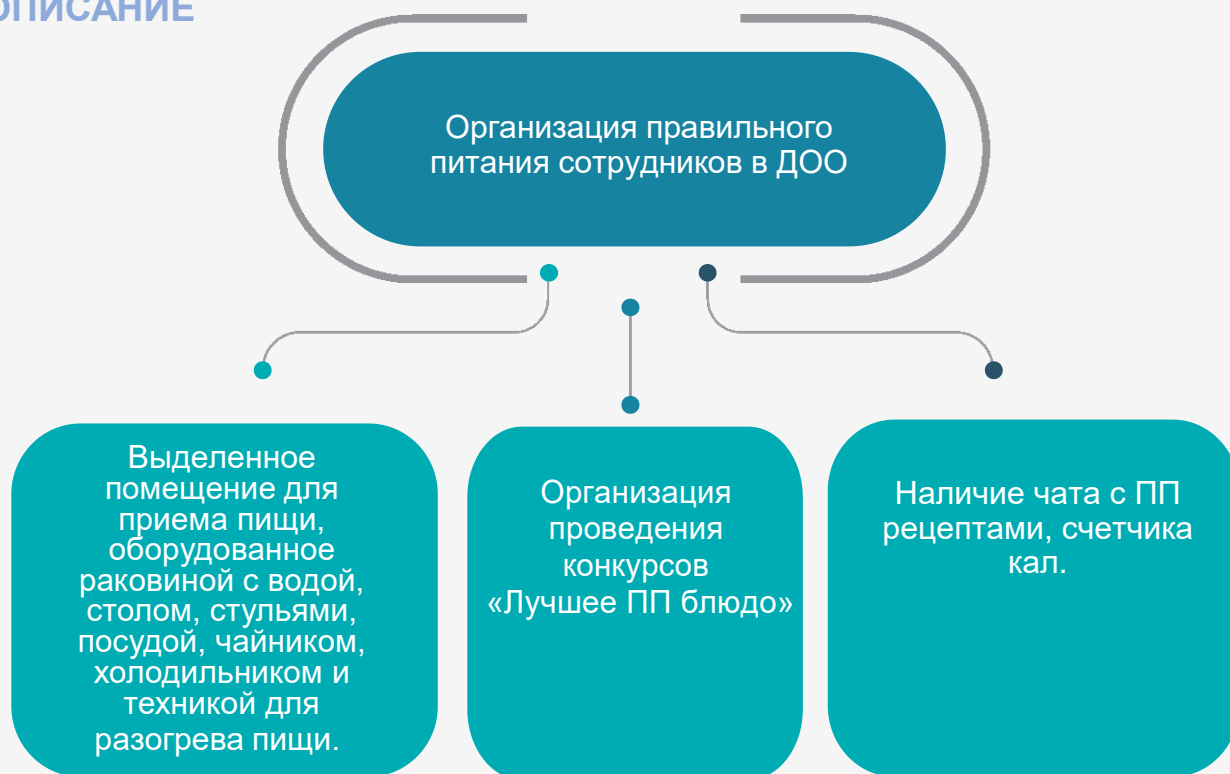 ОПИСАНИЕ
Организация правильного
питания сотрудников в ДОО
Выделенное
помещение для
приема пищи,
оборудованное
раковиной с водой,
столом, стульями,
посудой, чайником,
холодильником и
техникой для
разогрева пищи.
Организация
проведения
конкурсов
«Лучшее ПП блюдо»
Наличие чата с ПП
рецептами, счетчика
кал.